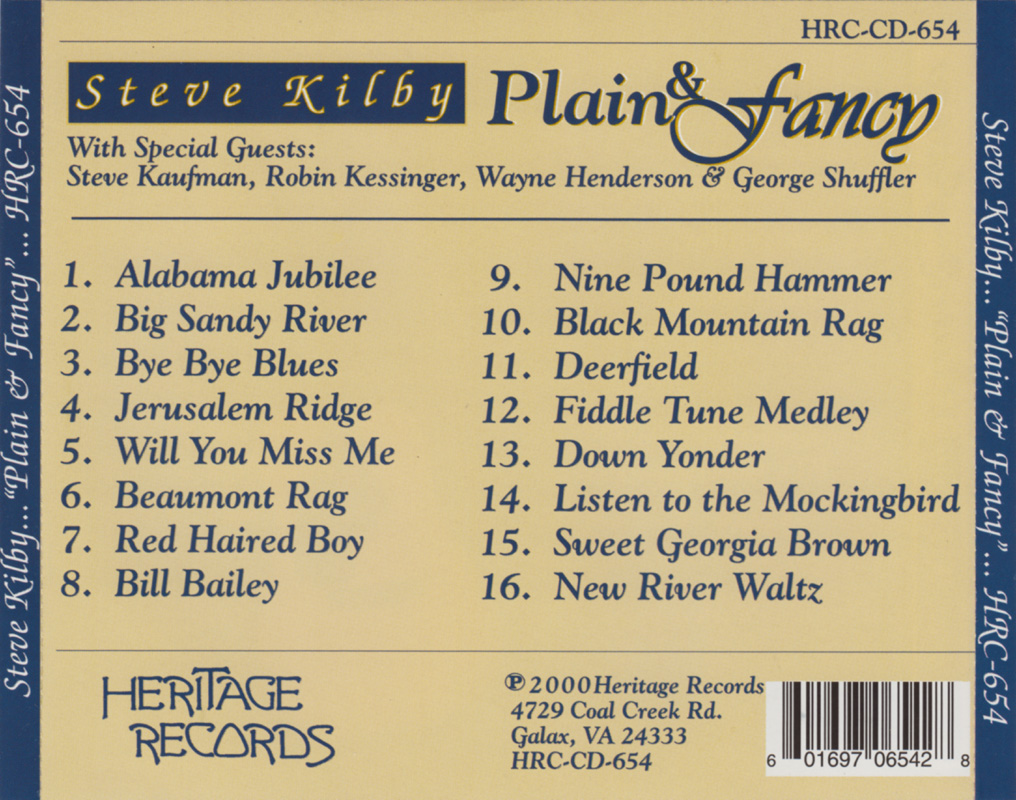 HRC-CD-654
Steve Kilby
Plain & Fancy
With Special Guests:
Steve Kaufman, Robin Kessinger, Wayne Henderson & George Shuffler
1. Alabama Jubilee
2. Big Sandy River
3. Bye Bye Blues
4. Jerusalem Ridge
5. Will You Miss Me
6. Beaumont Rag
7. Red Haired Boy
8. Bill Bailey
9. Nine Pound Hammer
10. Black Mountain Rag
11. Deerfield
12. Fiddle Tune Medley
13. Down Yonder
14. Listen to the Mockingbird
15. Sweet Georgia Brown
16. New River Waltz
HERITAGE
RECORDS
℗ 2000 Heritage Records
4729 Coal Creek Rd.
Galax, VA 24333
HRC-CD-654
6 01697 06542 8
Steve Kilby... "Plain & Fancy"... HRC-654
Steve Kilby... "Plain & Fancy"... HRC-654